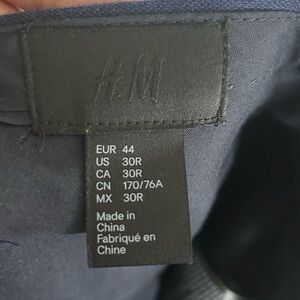 H&M
EUR 44
US 30R
CA 30R
CN 170/76A
MX 30R
Made in
China
Fabriqué en
Chine